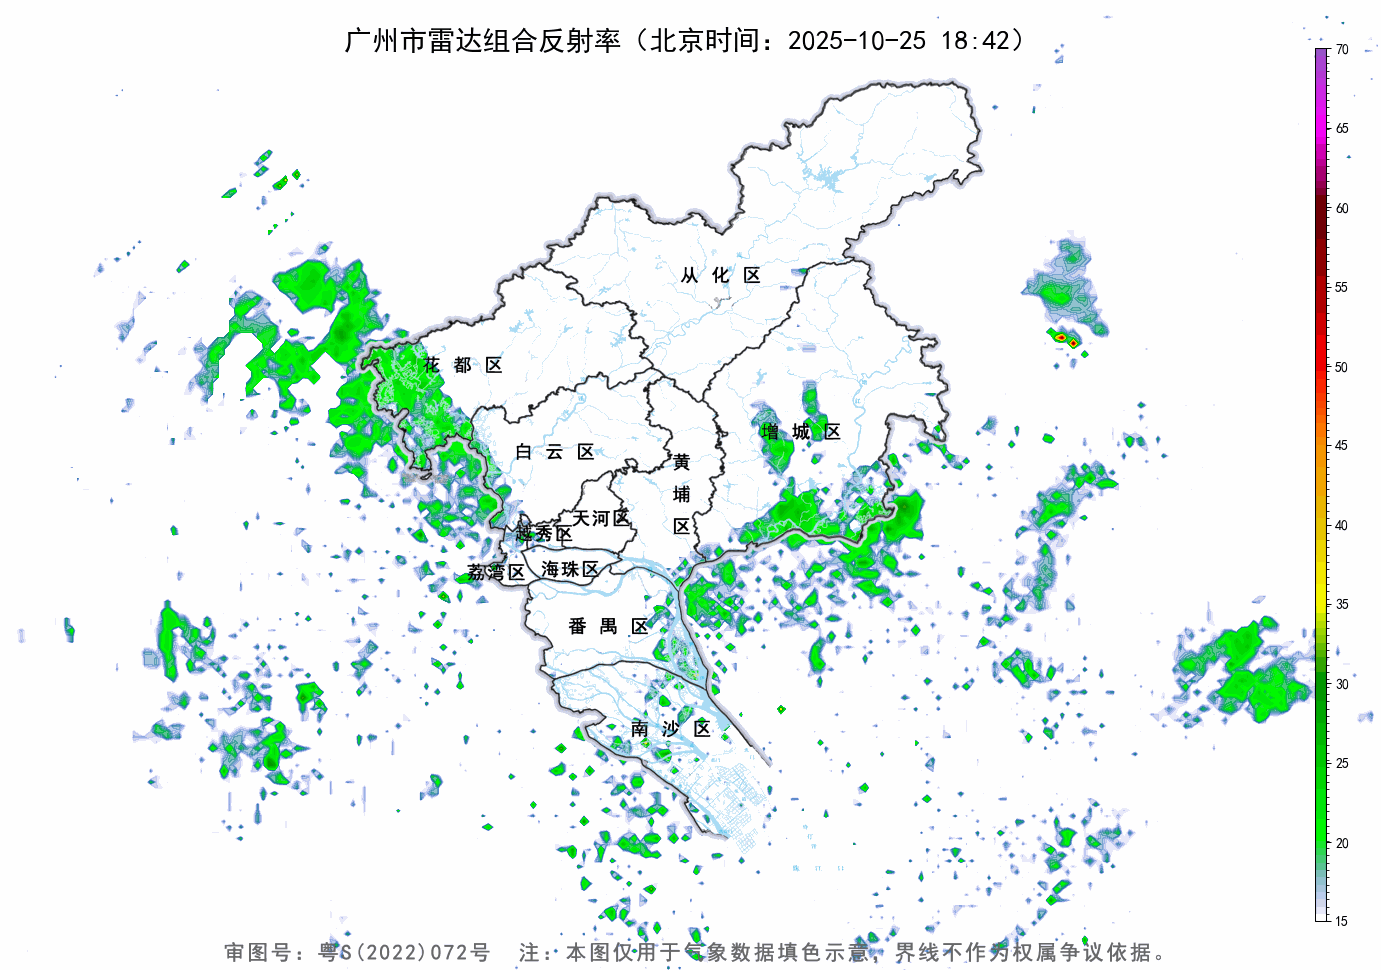 广州市雷达组合反射率（北京时间：2025-10-25 18:42）
70
65
60
55
50
45
40
35
30
25
20
15
从化区
花都区
增城区
白云区
黄埔区
天河区
越秀区
荔湾区
海珠区
番禺区
南沙区
审图号：粤S(2022)072号 注：本图仅用于气象数据填色示意，界线不作为权属争议依据。